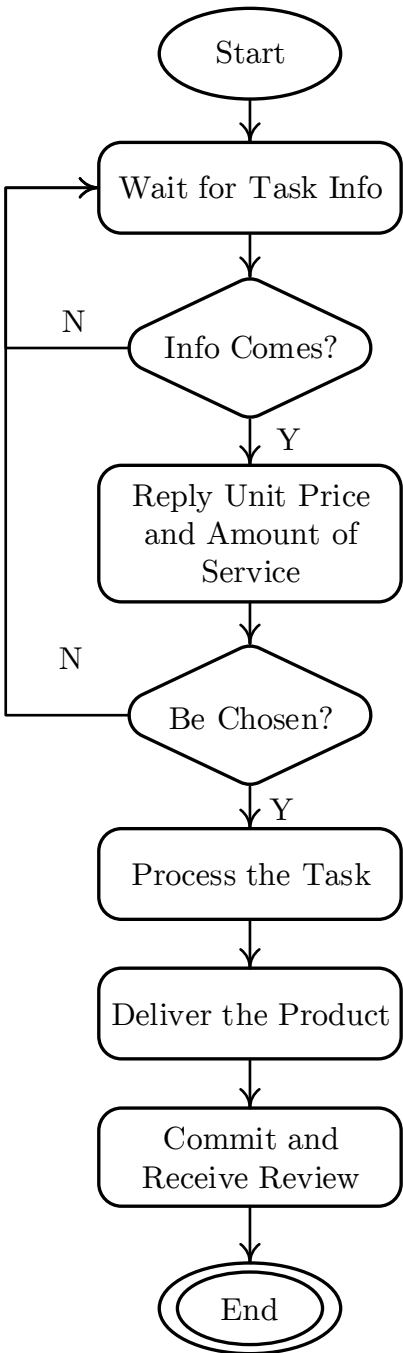 Start
Wait for Task Info
N
Info Comes?
Y
Reply Unit Price
and Amount of
Service
N
Be Chosen?
Y
Process the Task
Deliver the Product
Commit and
Receive Review
End